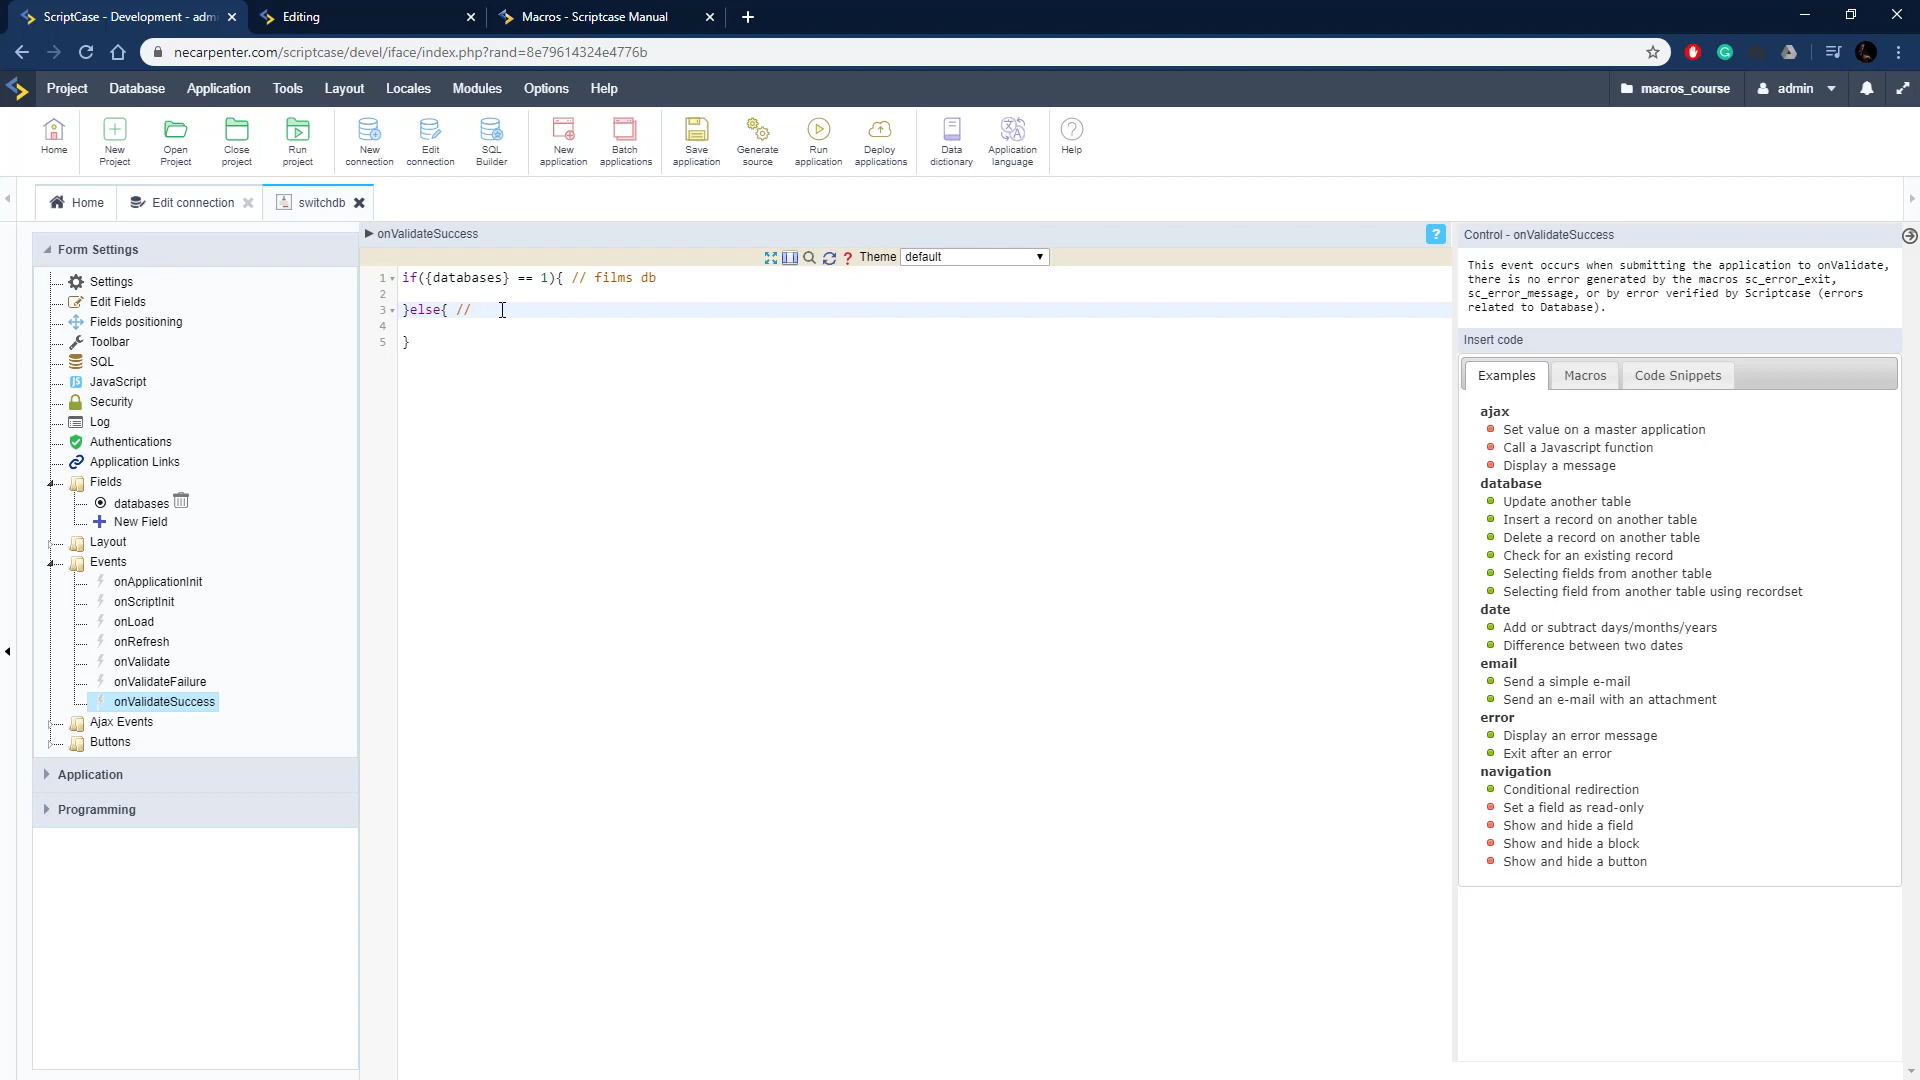 ScriptCase - Development - admi
Editing
Macros - Scriptcase Manual
necarpenter.com/scriptcase/devel/iface/index.php?rand=8e79614324e4776b
Project
Database
Application
Tools
Layout
Locales
Modules
Options
Help
macros_course
admin
Home
New
Project
Open
Project
Close
project
Run
project
New
connection
Edit
connection
SQL
Builder
New
application
Batch
applications
Save
application
Generate
source
Run
application
Deploy
applications
Data
dictionary
Application
language
Help
Home
Edit connection
switchdb
Form Settings
Settings
Edit Fields
Fields positioning
Toolbar
SQL
JS JavaScript
Security
Log
Authentications
Application Links
Fields
databases
New Field
Layout
Events
onApplicationInit
onScriptInit
onLoad
onRefresh
onValidate
onValidateFailure
onValidateSuccess
Ajax Events
Buttons
Application
Programming
onValidateSuccess
?
? Theme default
1 if({databases} == 1){ // films db
2
3 }else{ //
4
5 }
Control - onValidateSuccess
This event occurs when submitting the application to onValidate,
there is no error generated by the macros sc_error_exit,
sc_error_message, or by error verified by Scriptcase (errors
related to Database).
Insert code
Examples
Macros
Code Snippets
ajax
Set value on a master application
Call a Javascript function
Display a message
database
Update another table
Insert a record on another table
Delete a record on another table
Check for an existing record
Selecting fields from another table
Selecting field from another table using recordset
date
Add or subtract days/months/years
Difference between two dates
email
Send a simple e-mail
Send an e-mail with an attachment
error
Display an error message
Exit after an error
navigation
Conditional redirection
Set a field as read-only
Show and hide a field
Show and hide a block
Show and hide a button